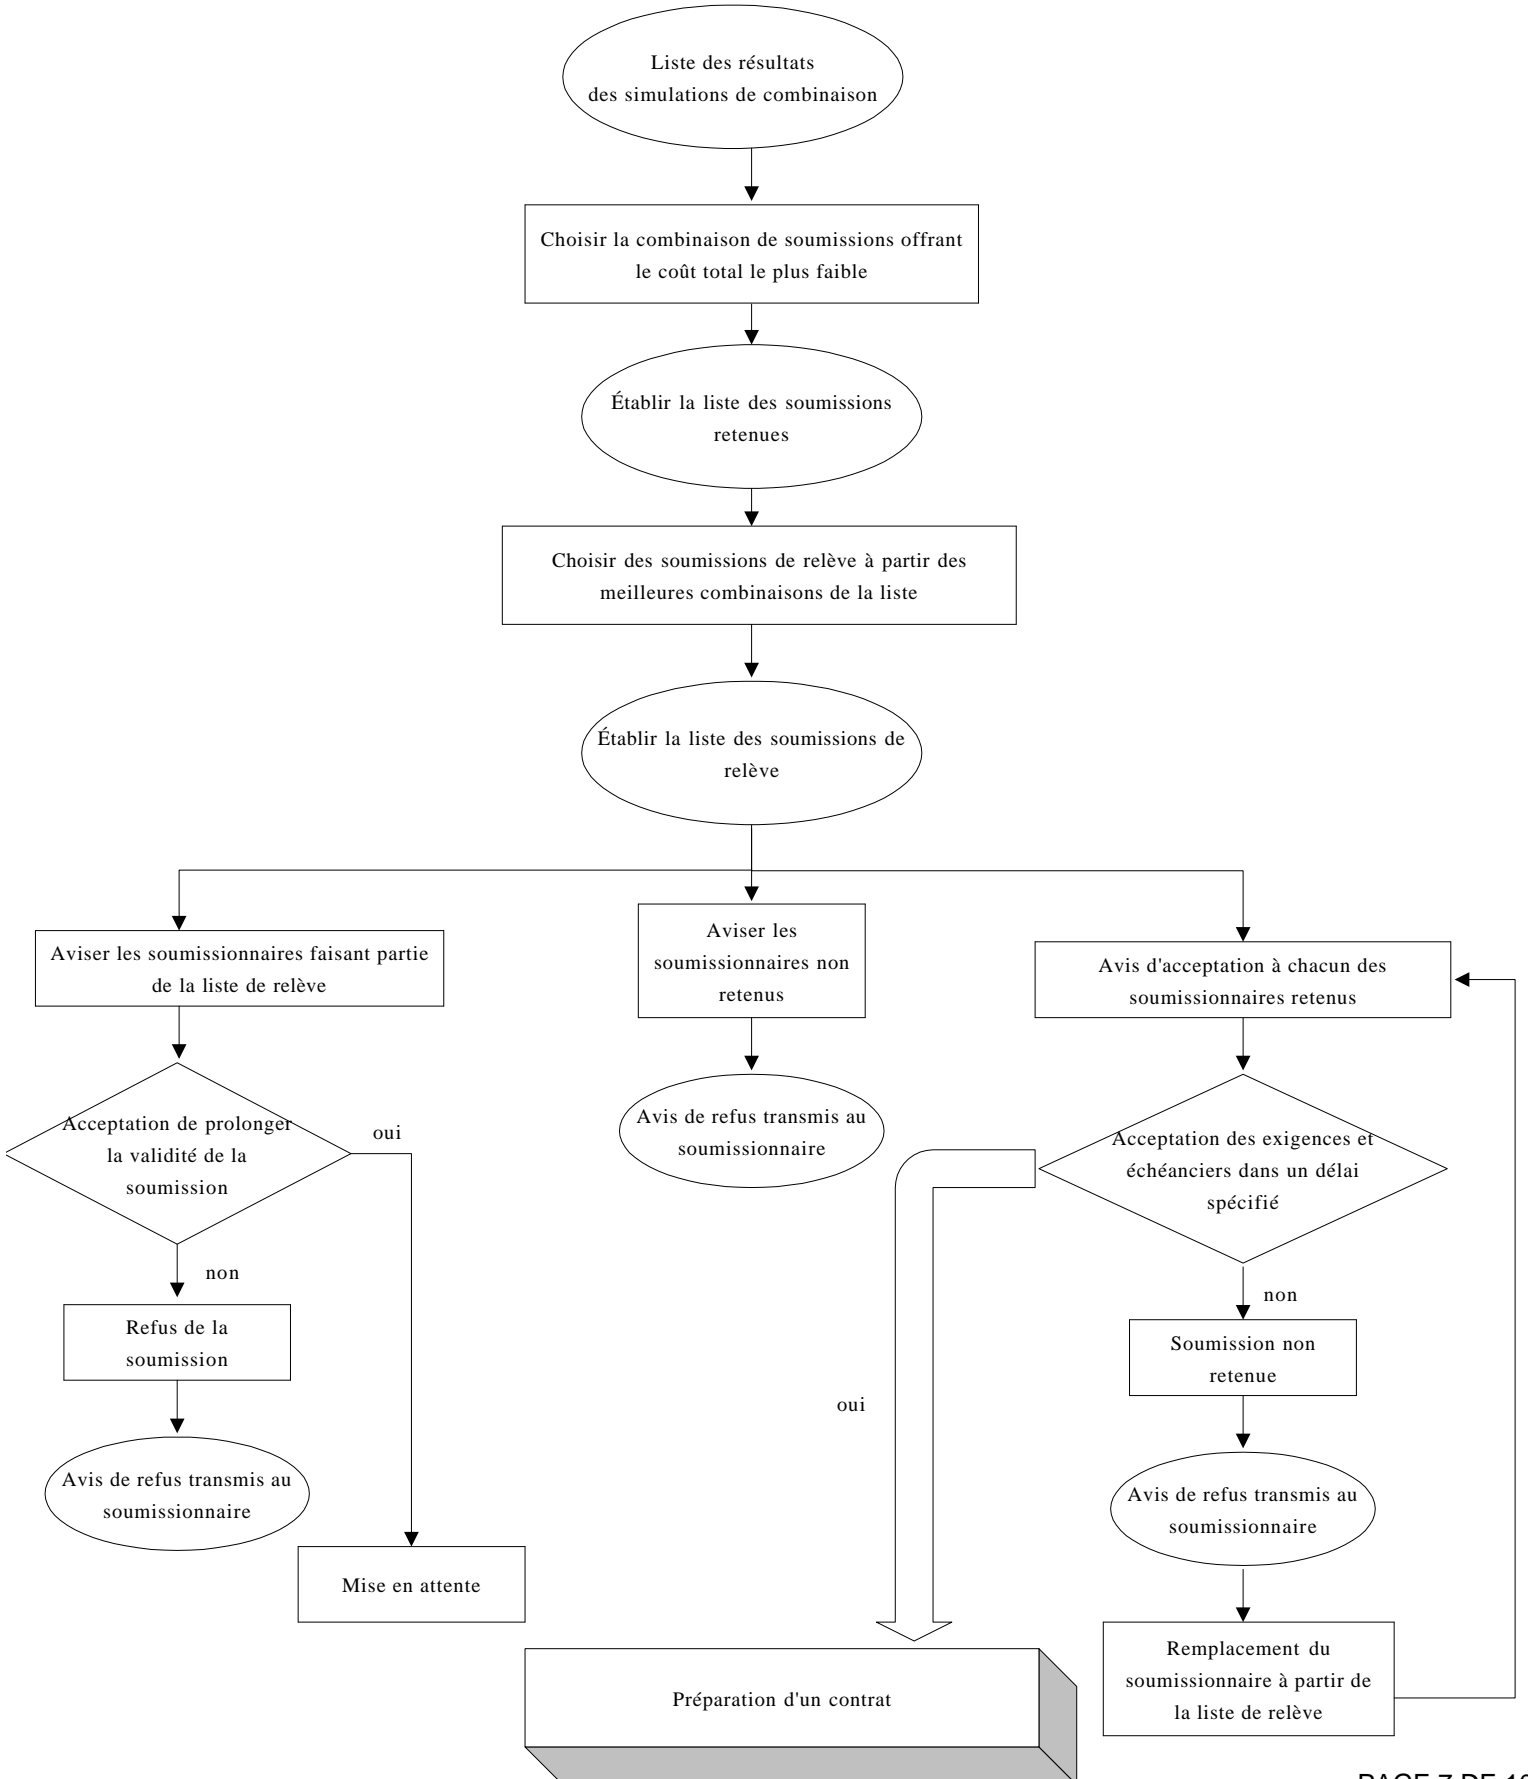 Liste des résultats
des simulations de combinaison
Choisir la combinaison de soumissions offrant
le coût total le plus faible
Établir la liste des soumissions
retenues
Choisir des soumissions de relève à partir des
meilleures combinaisons de la liste
Établir la liste des soumissions de
relève
Aviser les soumissionnaires faisant partie
de la liste de relève
Aviser les
soumissionnaires non
retenus
Avis d'acceptation à chacun des
soumissionnaires retenus
Acceptation de prolonger
la validité de la
soumission
oui
non
Refus de la
soumission
Avis de refus transmis au
soumissionnaire
Mise en attente
Avis de refus transmis au
soumissionnaire
Acceptation des exigences et
échéanciers dans un délai
spécifié
oui
non
Soumission non
retenue
Avis de refus transmis au
soumissionnaire
Remplacement du
soumissionnaire à partir de
la liste de relève
Préparation d'un contrat
PAGE 7 DE